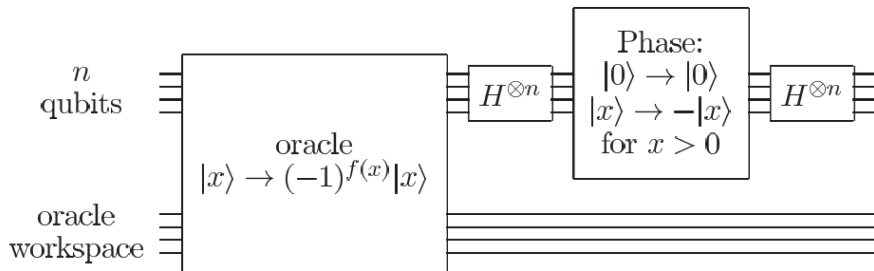 n
qubits
oracle
|x⟩ → (−1)^{f(x)}|x⟩
H^{⊗n}
Phase:
|0⟩ → |0⟩
|x⟩ → −|x⟩
for x > 0
H^{⊗n}
oracle
workspace